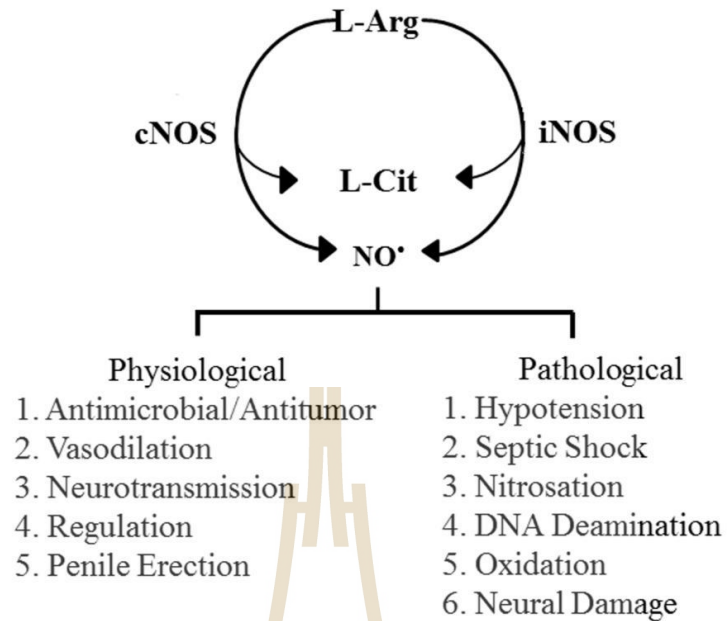 L-Arg
cNOS
iNOS
L-Cit
NO•
Physiological
1. Antimicrobial/Antitumor
2. Vasodilation
3. Neurotransmission
4. Regulation
5. Penile Erection
Pathological
1. Hypotension
2. Septic Shock
3. Nitrosation
4. DNA Deamination
5. Oxidation
6. Neural Damage